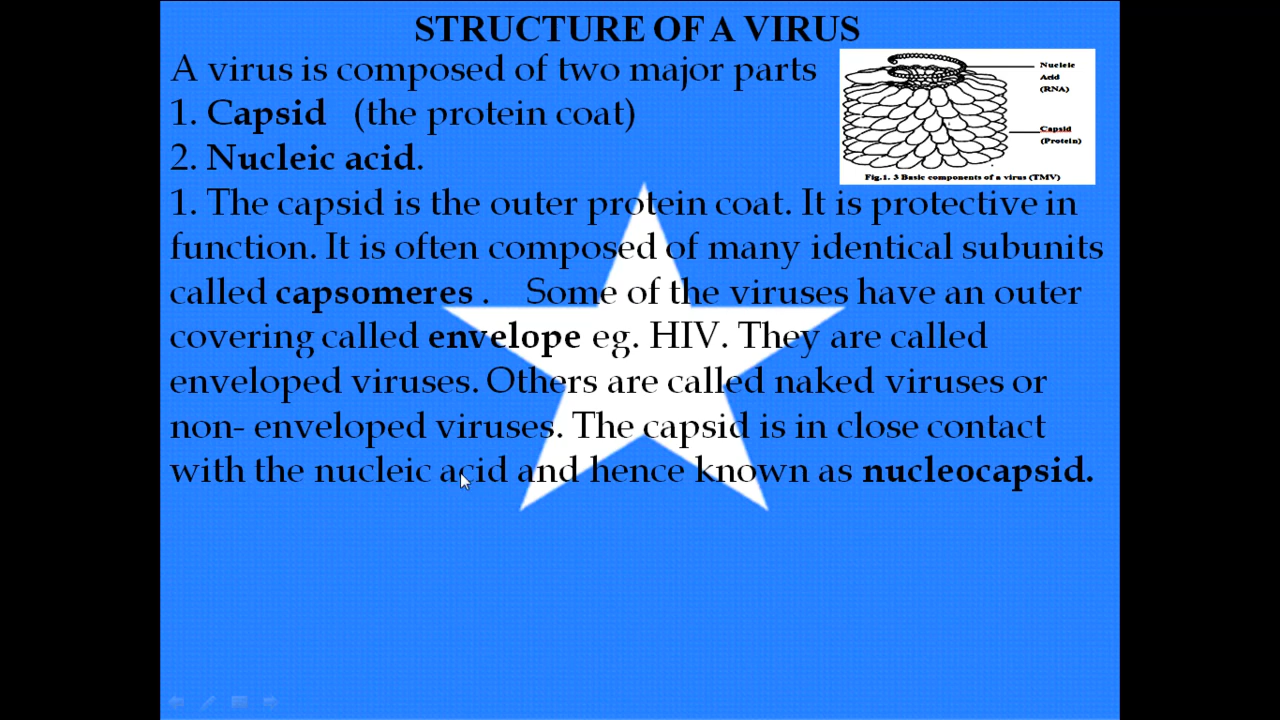 STRUCTURE OF A VIRUS
A virus is composed of two major parts
1. Capsid (the protein coat)
2. Nucleic acid.
Nucleic
Acid
(RNA)
Capsid
(Protein)
Fig.1. 3 Basic components of a virus (TMV)
1. The capsid is the outer protein coat. It is protective in
function. It is often composed of many identical subunits
called capsomeres . Some of the viruses have an outer
covering called envelope eg. HIV. They are called
enveloped viruses. Others are called naked viruses or
non- enveloped viruses. The capsid is in close contact
with the nucleic acid and hence known as nucleocapsid.